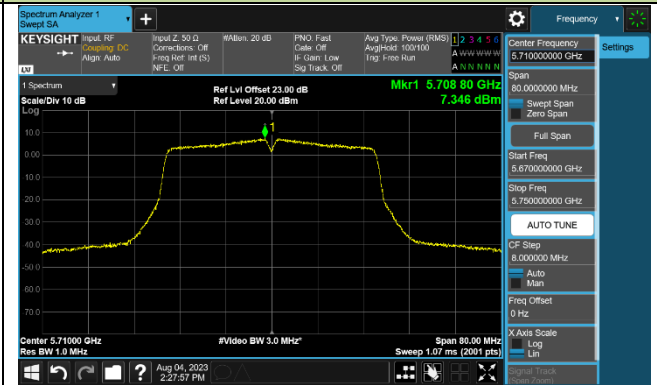 Spectrum Analyzer 1
Swept SA
Frequency
KEYSIGHT
Input: RF
Coupling: DC
Align: Auto
Input Z: 50 Ω
Corrections: Off
Freq Ref: Int (S)
NFE: Off
#Atten: 20 dB
PNO: Fast
Gate: Off
IF Gain: Low
Sig Track: Off
Avg Type: Power (RMS)
Avg|Hold: 100/100
Trig: Free Run
1 2 3 4 5 6
A W W W W W
A N N N N N
LXI
1 Spectrum
Scale/Div 10 dB
Log
Ref Lvl Offset 23.00 dB
Ref Level 20.00 dBm
Mkr1 5.708 80 GHz
7.346 dBm
1
10.0
0.00
-10.0
-20.0
-30.0
-40.0
-50.0
-60.0
-70.0
Center 5.71000 GHz
Res BW 1.0 MHz
#Video BW 3.0 MHz*
Span 80.00 MHz
Sweep 1.07 ms (2001 pts)
Aug 04, 2023
2:27:57 PM
Center Frequency
5.710000000 GHz
Settings
Span
80.0000000 MHz
Swept Span
Zero Span
Full Span
Start Freq
5.670000000 GHz
Stop Freq
5.750000000 GHz
AUTO TUNE
CF Step
8.000000 MHz
Auto
Man
Freq Offset
0 Hz
X Axis Scale
Log
Lin
Signal Track
(Span Zoom)